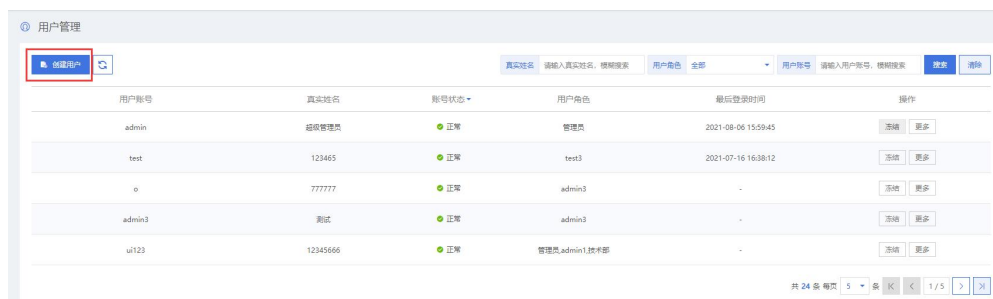 用户管理
创建用户 真实姓名 请输入真实姓名，模糊搜索 用户角色 全部 用户账号 请输入用户账号，模糊搜索 搜索 清除
用户账号 真实姓名 账号状态 用户角色 最后登录时间 操作
admin 超级管理员 正常 管理员 2021-08-06 15:59:45 冻结 更多
test 123465 正常 test3 2021-07-16 16:38:12 冻结 更多
o 777777 正常 admin3 - 冻结 更多
admin3 测试 正常 admin3 - 冻结 更多
ui123 12345666 正常 管理员,admin1,技术部 - 冻结 更多
共 24 条 每页 5 条 1 / 5